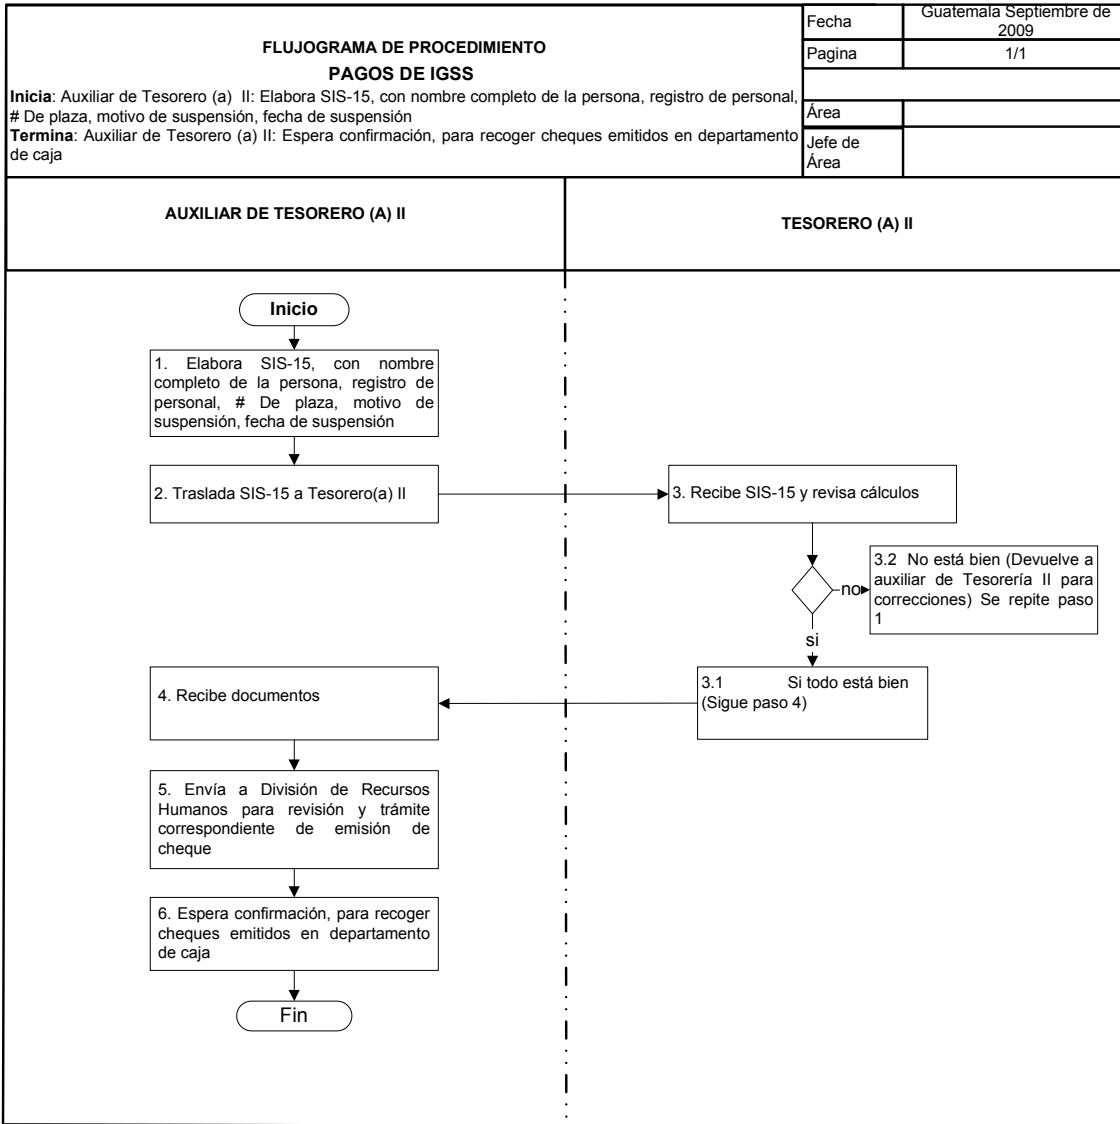 FLUJOGRAMA DE PROCEDIMIENTO
PAGOS DE IGSS
Inicia: Auxiliar de Tesorero (a) II: Elabora SIS-15, con nombre completo de la persona, registro de personal,
# De plaza, motivo de suspensión, fecha de suspensión
Termina: Auxiliar de Tesorero (a) II: Espera confirmación, para recoger cheques emitidos en departamento
de caja
Fecha
Guatemala Septiembre de
2009
Pagina
1/1
Área
Jefe de
Área
AUXILIAR DE TESORERO (A) II
TESORERO (A) II
Inicio
1. Elabora SIS-15, con nombre
completo de la persona, registro de
personal, # De plaza, motivo de
suspensión, fecha de suspensión
2. Traslada SIS-15 a Tesorero(a) II
3. Recibe SIS-15 y revisa cálculos
no
3.2 No está bien (Devuelve a
auxiliar de Tesorería II para
correcciones) Se repite paso
1
si
3.1 Si todo está bien
(Sigue paso 4)
4. Recibe documentos
5. Envía a División de Recursos
Humanos para revisión y trámite
correspondiente de emisión de
cheque
6. Espera confirmación, para recoger
cheques emitidos en departamento
de caja
Fin